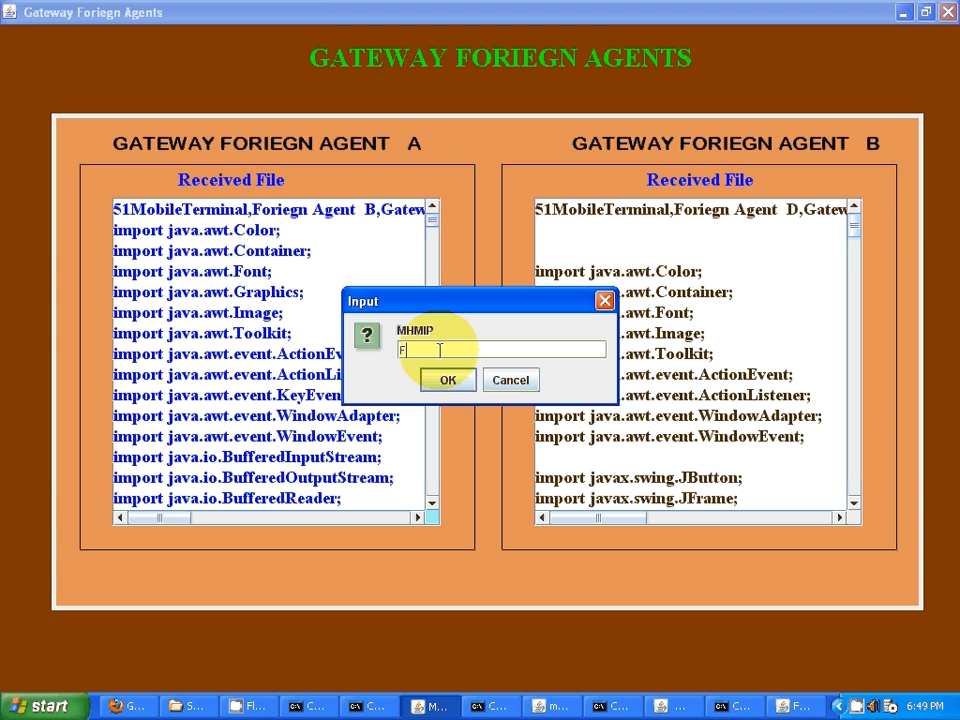 Gateway Foriegn Agents
GATEWAY FORIEGN AGENTS
GATEWAY FORIEGN AGENT A
Received File
51MobileTerminal,Foriegn Agent B,Gatew
import java.awt.Color;
import java.awt.Container;
import java.awt.Font;
import java.awt.Graphics;
import java.awt.Image;
import java.awt.Toolkit;
import java.awt.event.ActionEv
import java.awt.event.ActionLi
import java.awt.event.KeyEven
import java.awt.event.WindowAdapter;
import java.awt.event.WindowEvent;
import java.io.BufferedInputStream;
import java.io.BufferedOutputStream;
import java.io.BufferedReader;
GATEWAY FORIEGN AGENT B
Received File
51MobileTerminal,Foriegn Agent D,Gatew
import java.awt.Color;
.awt.Container;
.awt.Font;
.awt.Image;
.awt.Toolkit;
.awt.event.ActionEvent;
.awt.event.ActionListener;
import java.awt.event.WindowAdapter;
import java.awt.event.WindowEvent;
import javax.swing.JButton;
import javax.swing.JFrame;
Input
?
MHMIP
F
OK Cancel
start G... S... Fl... C... C... M... C... m... C... ... C... F... 6:49 PM